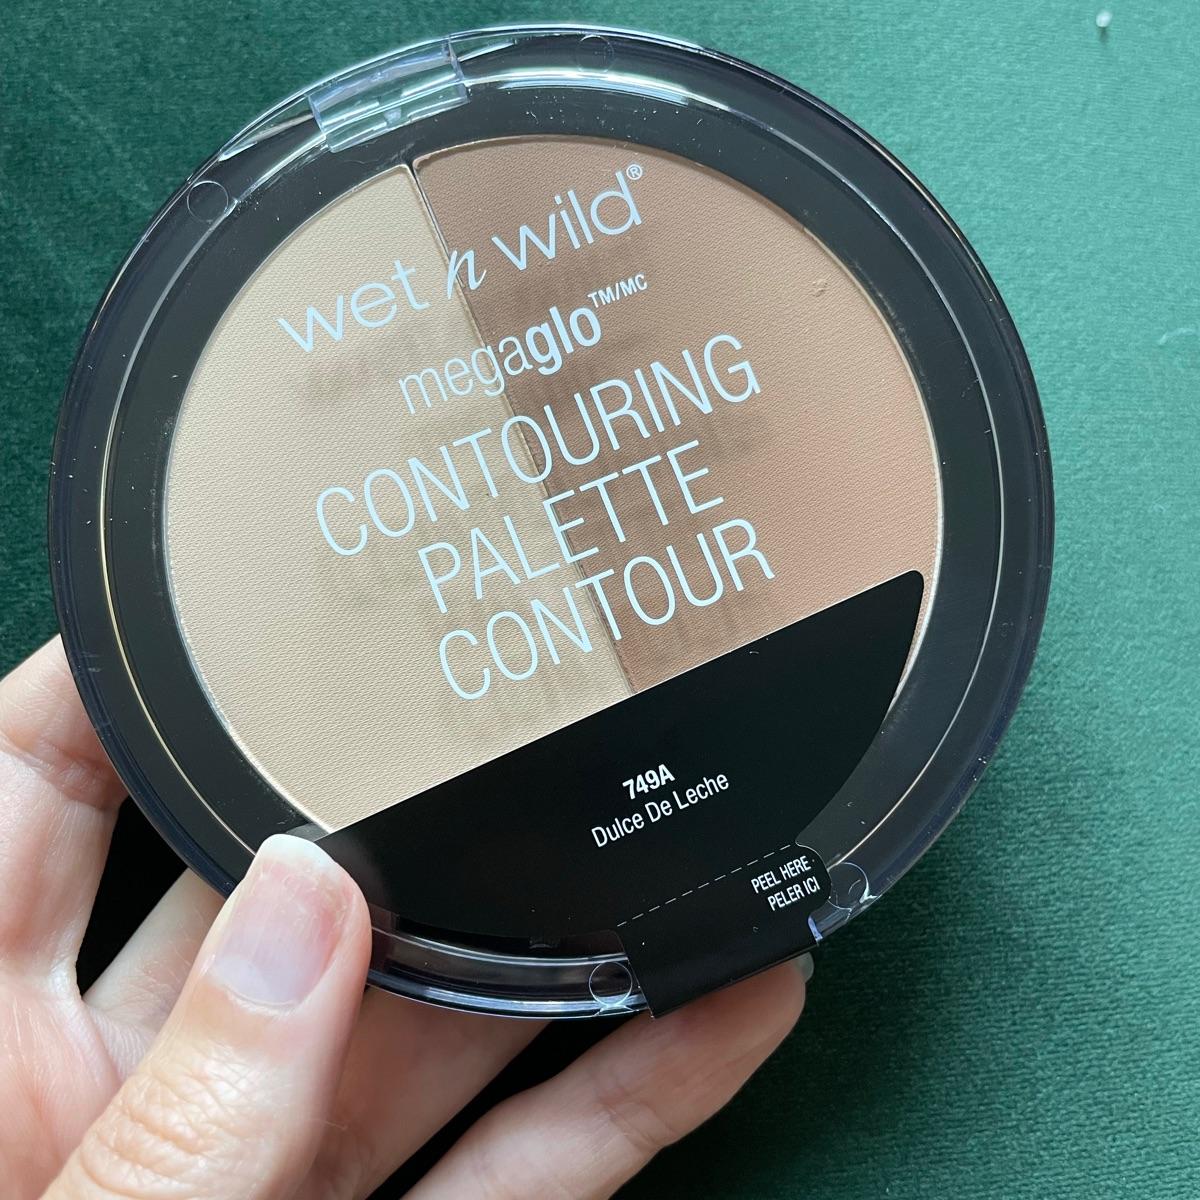 wet n wild®
megaglo™/MC
CONTOURING
PALETTE
CONTOUR
749A
Dulce De Leche
PEEL HERE
PELER ICI